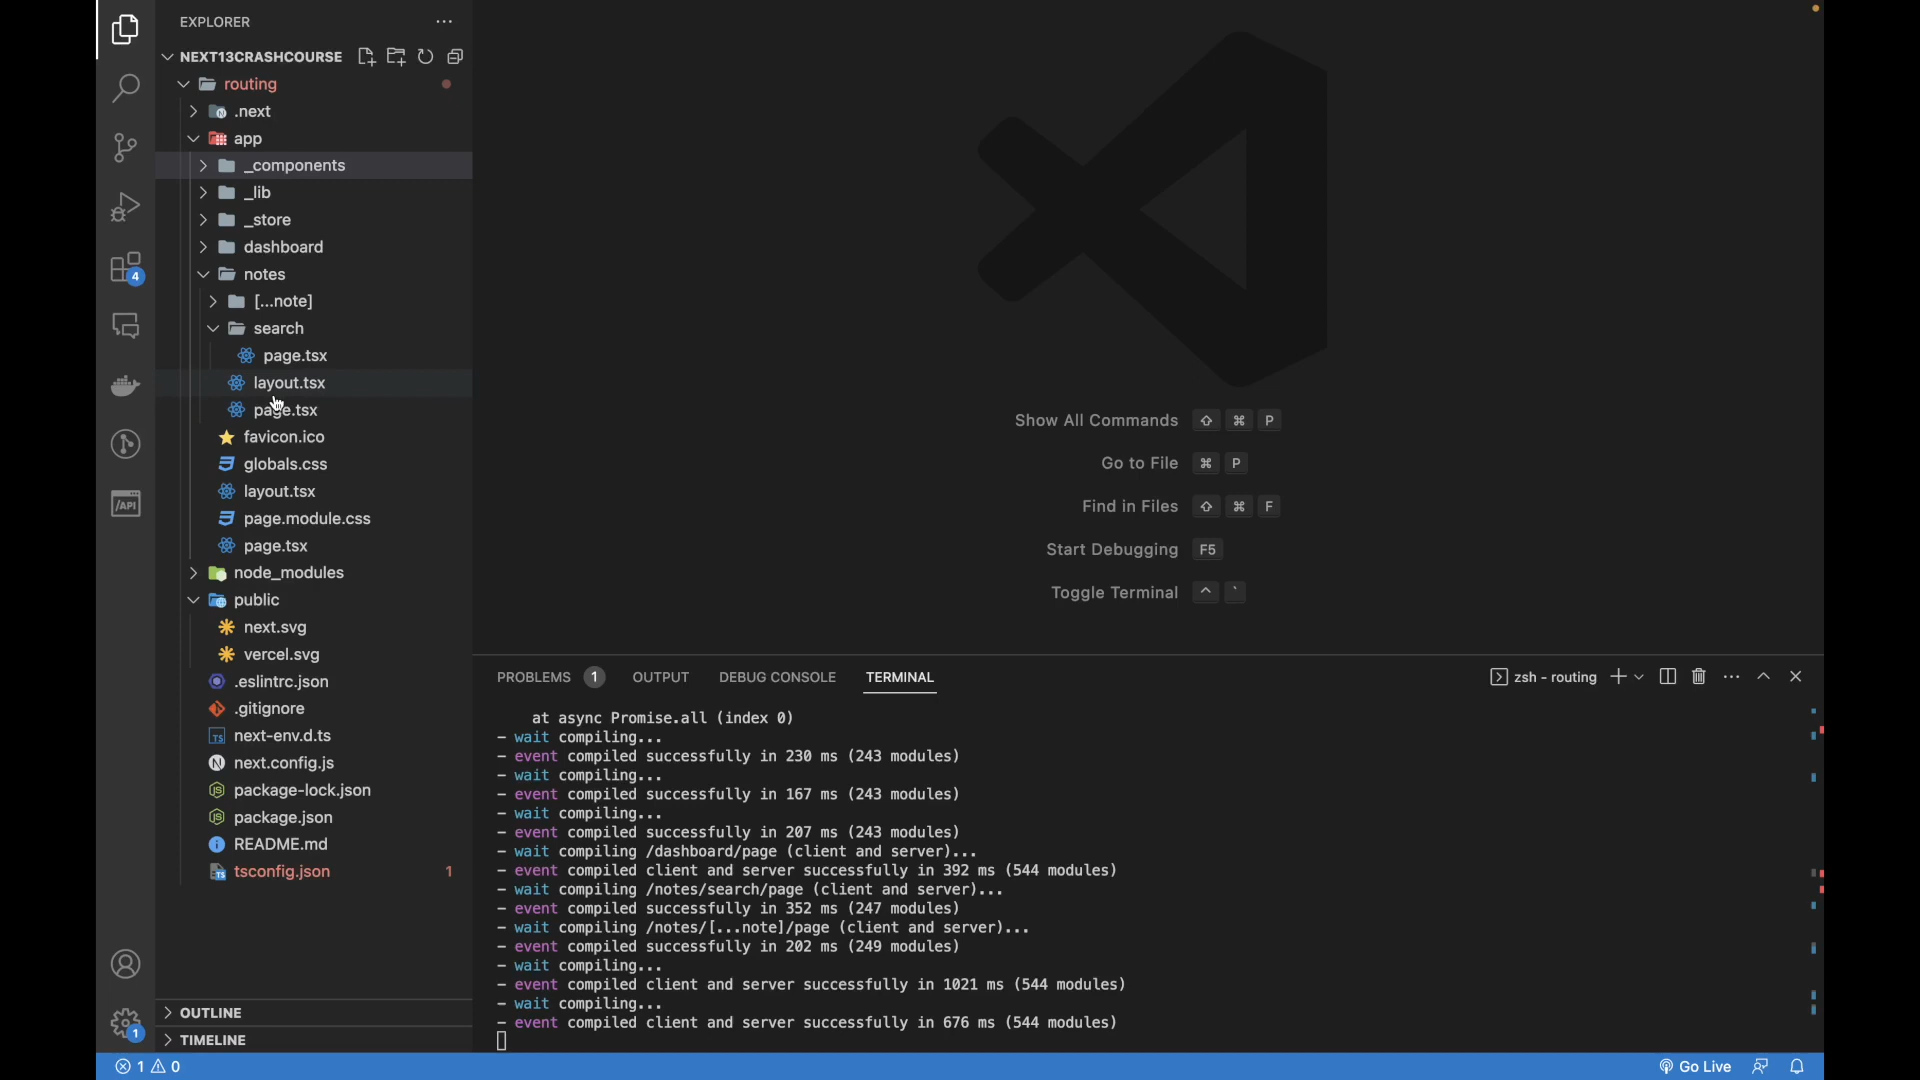 EXPLORER
NEXT13CRASHCOURSE
routing
.next
app
_components
_lib
_store
dashboard
notes
[...note]
search
page.tsx
layout.tsx
page.tsx
favicon.ico
globals.css
layout.tsx
page.module.css
page.tsx
node_modules
public
next.svg
vercel.svg
.eslintrc.json
.gitignore
next-env.d.ts
next.config.js
package-lock.json
package.json
README.md
tsconfig.json 1
OUTLINE
TIMELINE
4
/API
1
Show All Commands ⇧ ⌘ P
Go to File ⌘ P
Find in Files ⇧ ⌘ F
Start Debugging F5
Toggle Terminal ^ `
PROBLEMS 1 OUTPUT DEBUG CONSOLE TERMINAL
zsh - routing
at async Promise.all (index 0)
- wait compiling...
- event compiled successfully in 230 ms (243 modules)
- wait compiling...
- event compiled successfully in 167 ms (243 modules)
- wait compiling...
- event compiled successfully in 207 ms (243 modules)
- wait compiling /dashboard/page (client and server)...
- event compiled client and server successfully in 392 ms (544 modules)
- wait compiling /notes/search/page (client and server)...
- event compiled successfully in 352 ms (247 modules)
- wait compiling /notes/[...note]/page (client and server)...
- event compiled successfully in 202 ms (249 modules)
- wait compiling...
- event compiled client and server successfully in 1021 ms (544 modules)
- wait compiling...
- event compiled client and server successfully in 676 ms (544 modules)
1 0
Go Live